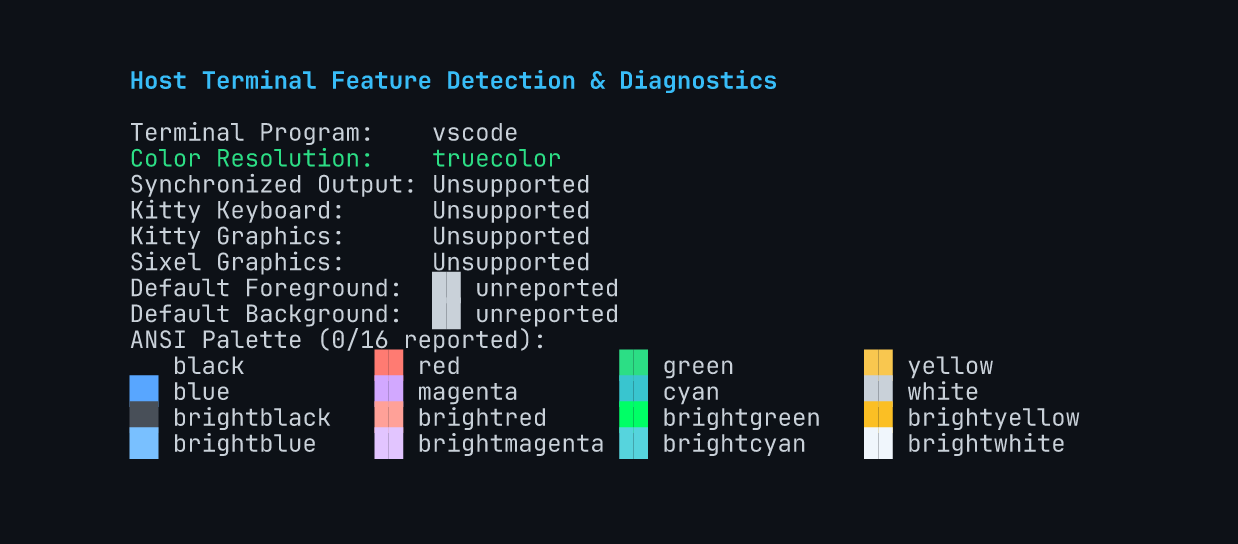 Host Terminal Feature Detection & Diagnostics
Terminal Program: vscode
Color Resolution: truecolor
Synchronized Output: Unsupported
Kitty Keyboard: Unsupported
Kitty Graphics: Unsupported
Sixel Graphics: Unsupported
Default Foreground: unreported
Default Background: unreported
ANSI Palette (0/16 reported):
black red green yellow
blue magenta cyan white
brightblack brightred brightgreen brightyellow
brightblue brightmagenta brightcyan brightwhite